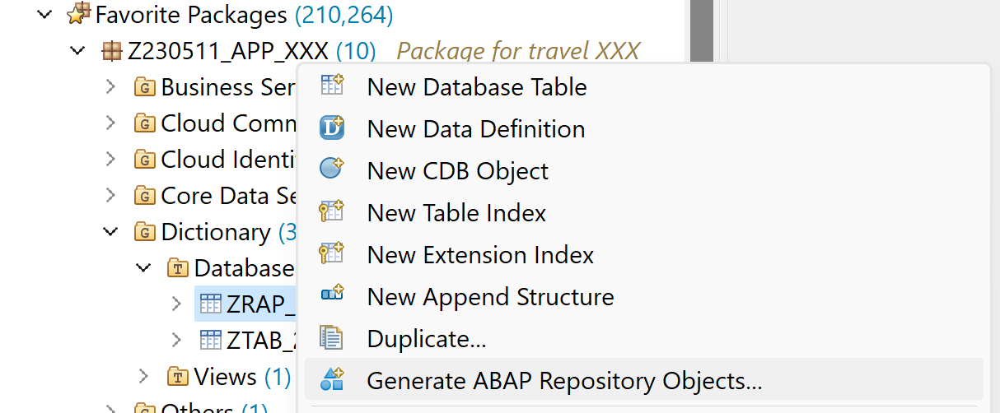 Favorite Packages (210,264)
Z230511_APP_XXX (10) Package for travel XXX
Business Ser
New Database Table
Cloud Comm
New Data Definition
Cloud Identi
New CDB Object
Core Data Se
New Table Index
Dictionary (3
New Extension Index
Database
New Append Structure
ZRAP_
ZTAB_
Duplicate...
Views (1)
Generate ABAP Repository Objects...
Others (1)